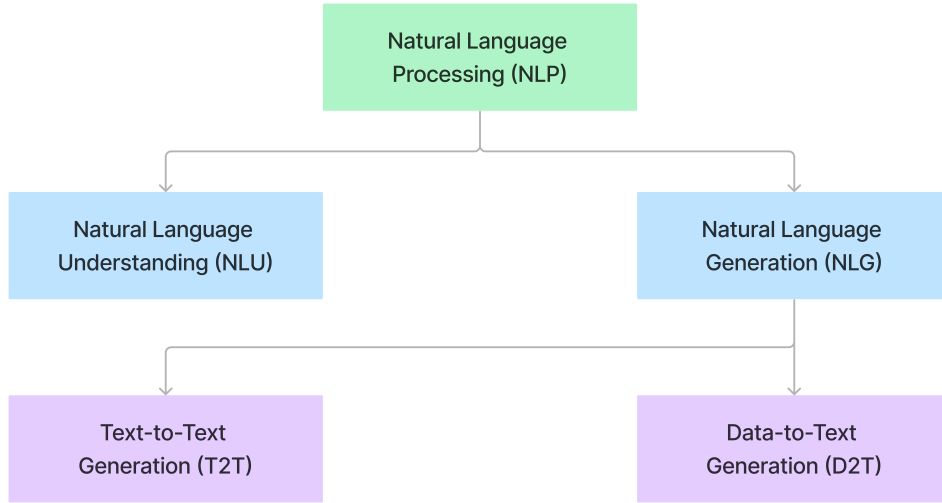 Natural Language
Processing (NLP)
Natural Language
Understanding (NLU)
Natural Language
Generation (NLG)
Text-to-Text
Generation (T2T)
Data-to-Text
Generation (D2T)